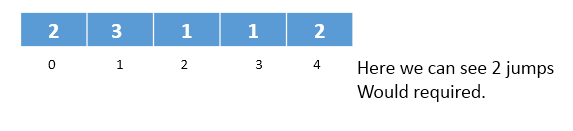 2 3 1 1 2
0 1 2 3 4
Here we can see 2 jumps
Would required.